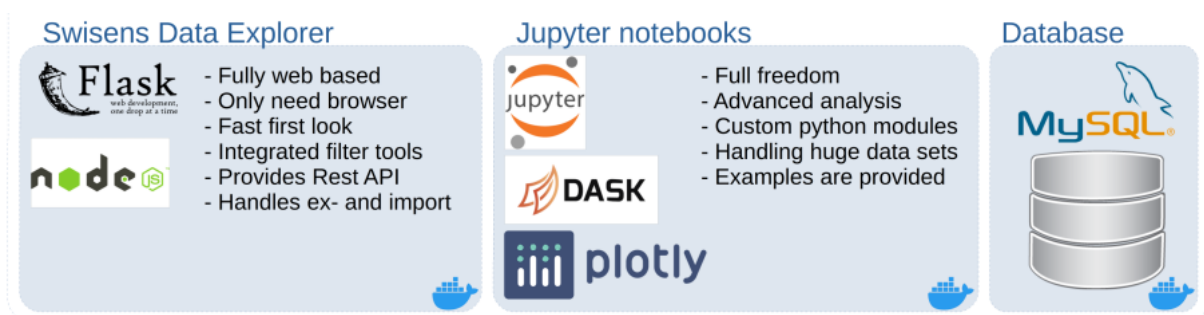 Swisens Data Explorer
Flask
web development,
one drop at a time
node JS
- Fully web based
- Only need browser
- Fast first look
- Integrated filter tools
- Provides Rest API
- Handles ex- and import
Jupyter notebooks
jupyter
DASK
plotly
- Full freedom
- Advanced analysis
- Custom python modules
- Handling huge data sets
- Examples are provided
Database
MySQL®